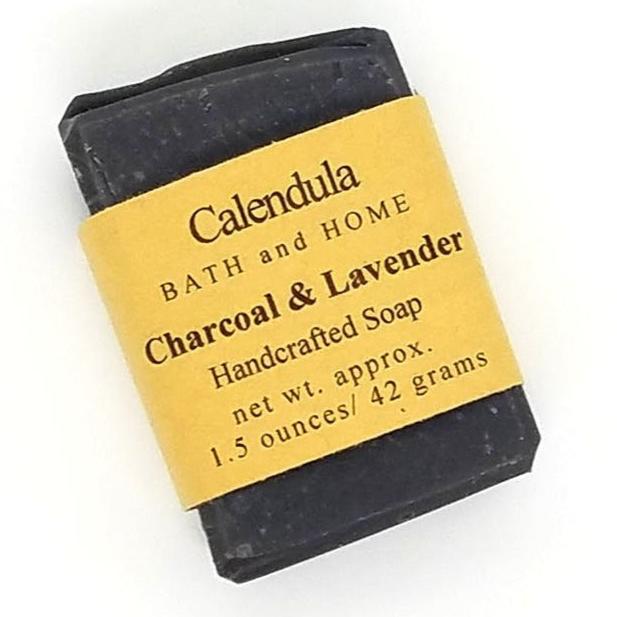 Calendula
BATH and HOME
Charcoal & Lavender
Handcrafted Soap
net wt. approx.
1.5 ounces/ 42 grams